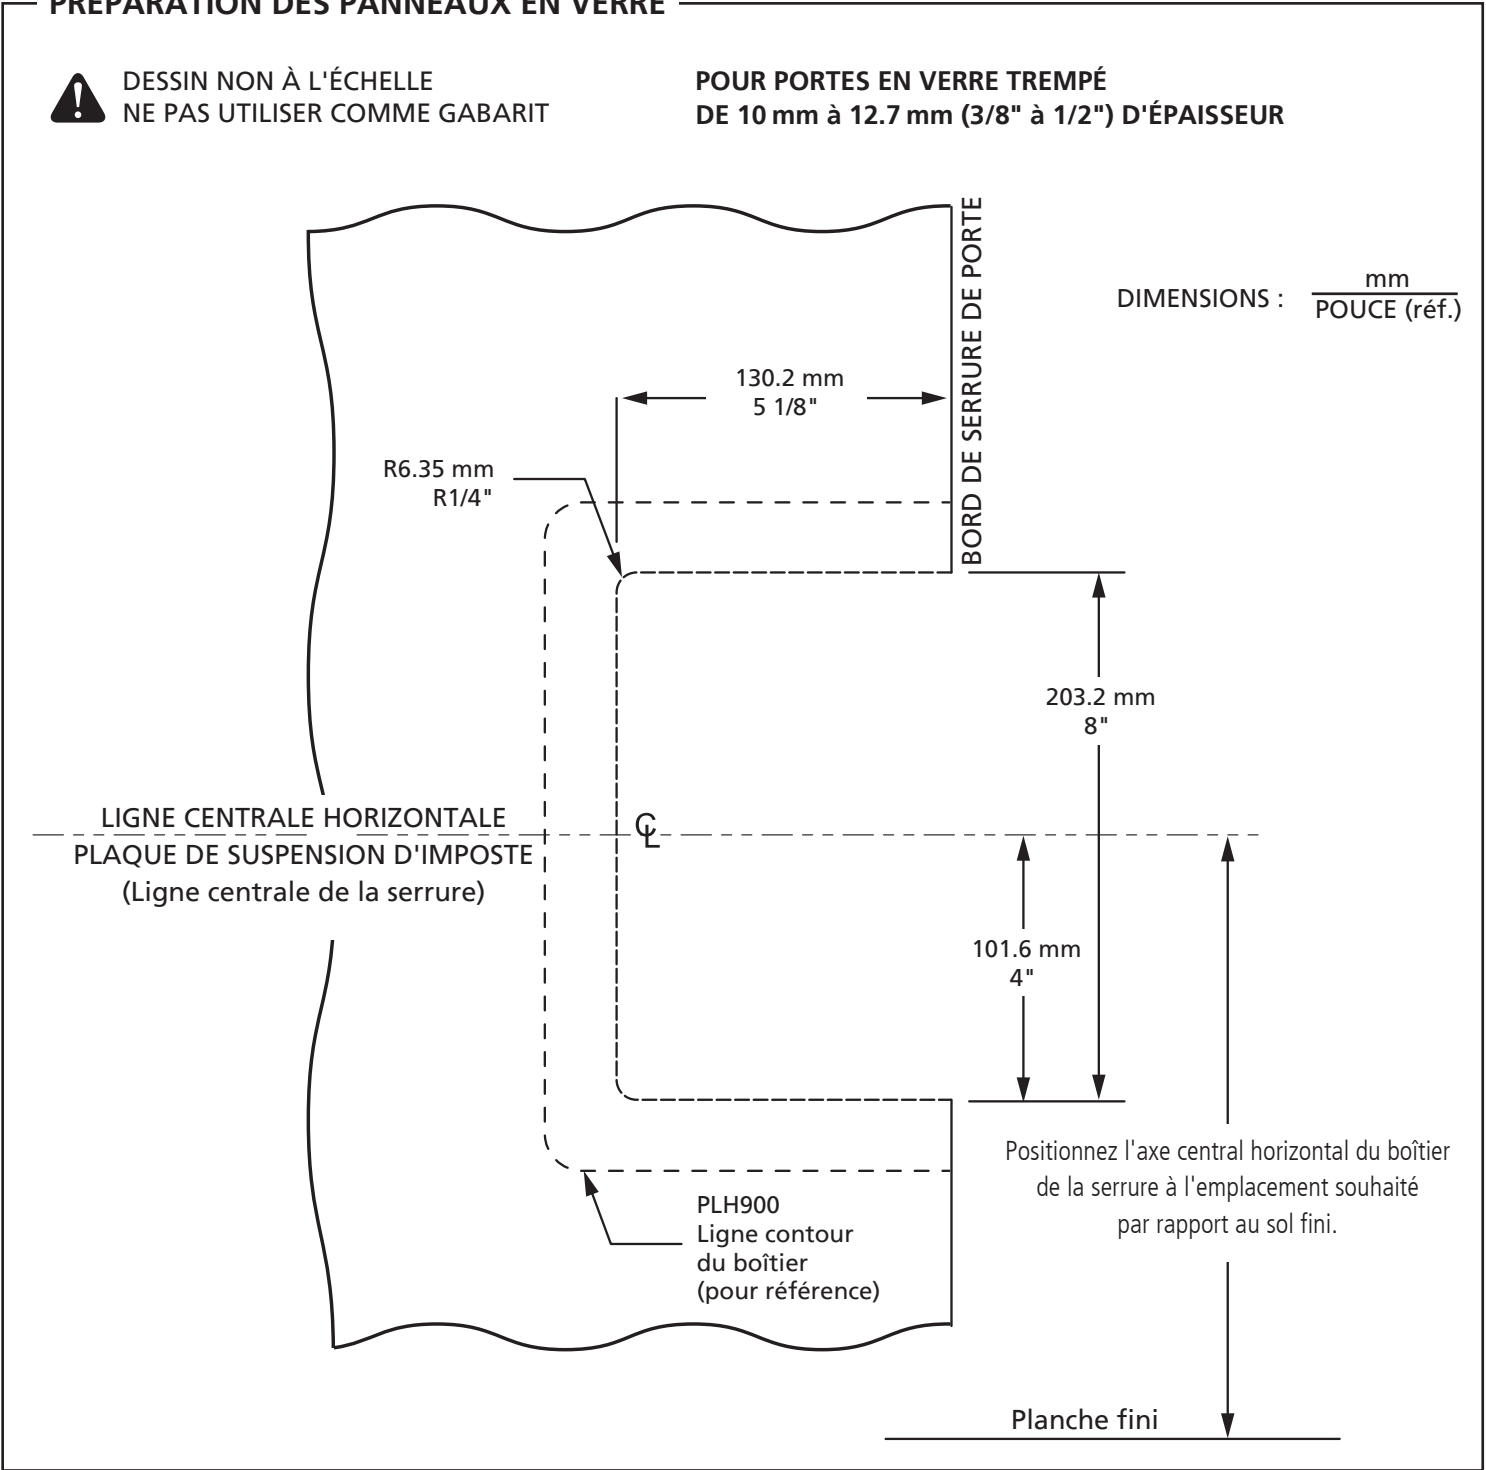 PRÉPARATION DES PANNEAUX EN VERRE
DESSIN NON À L'ÉCHELLE
NE PAS UTILISER COMME GABARIT
POUR PORTES EN VERRE TREMPÉ
DE 10 mm à 12.7 mm (3/8" à 1/2") D'ÉPAISSEUR
BORD DE SERRURE DE PORTE
DIMENSIONS :
mm
POUCE (réf.)
130.2 mm
5 1/8"
R6.35 mm
R1/4"
203.2 mm
8"
LIGNE CENTRALE HORIZONTALE
PLAQUE DE SUSPENSION D'IMPOSTE
(Ligne centrale de la serrure)
CL
101.6 mm
4"
Positionnez l'axe central horizontal du boîtier
de la serrure à l'emplacement souhaité
par rapport au sol fini.
PLH900
Ligne contour
du boîtier
(pour référence)
Planche fini